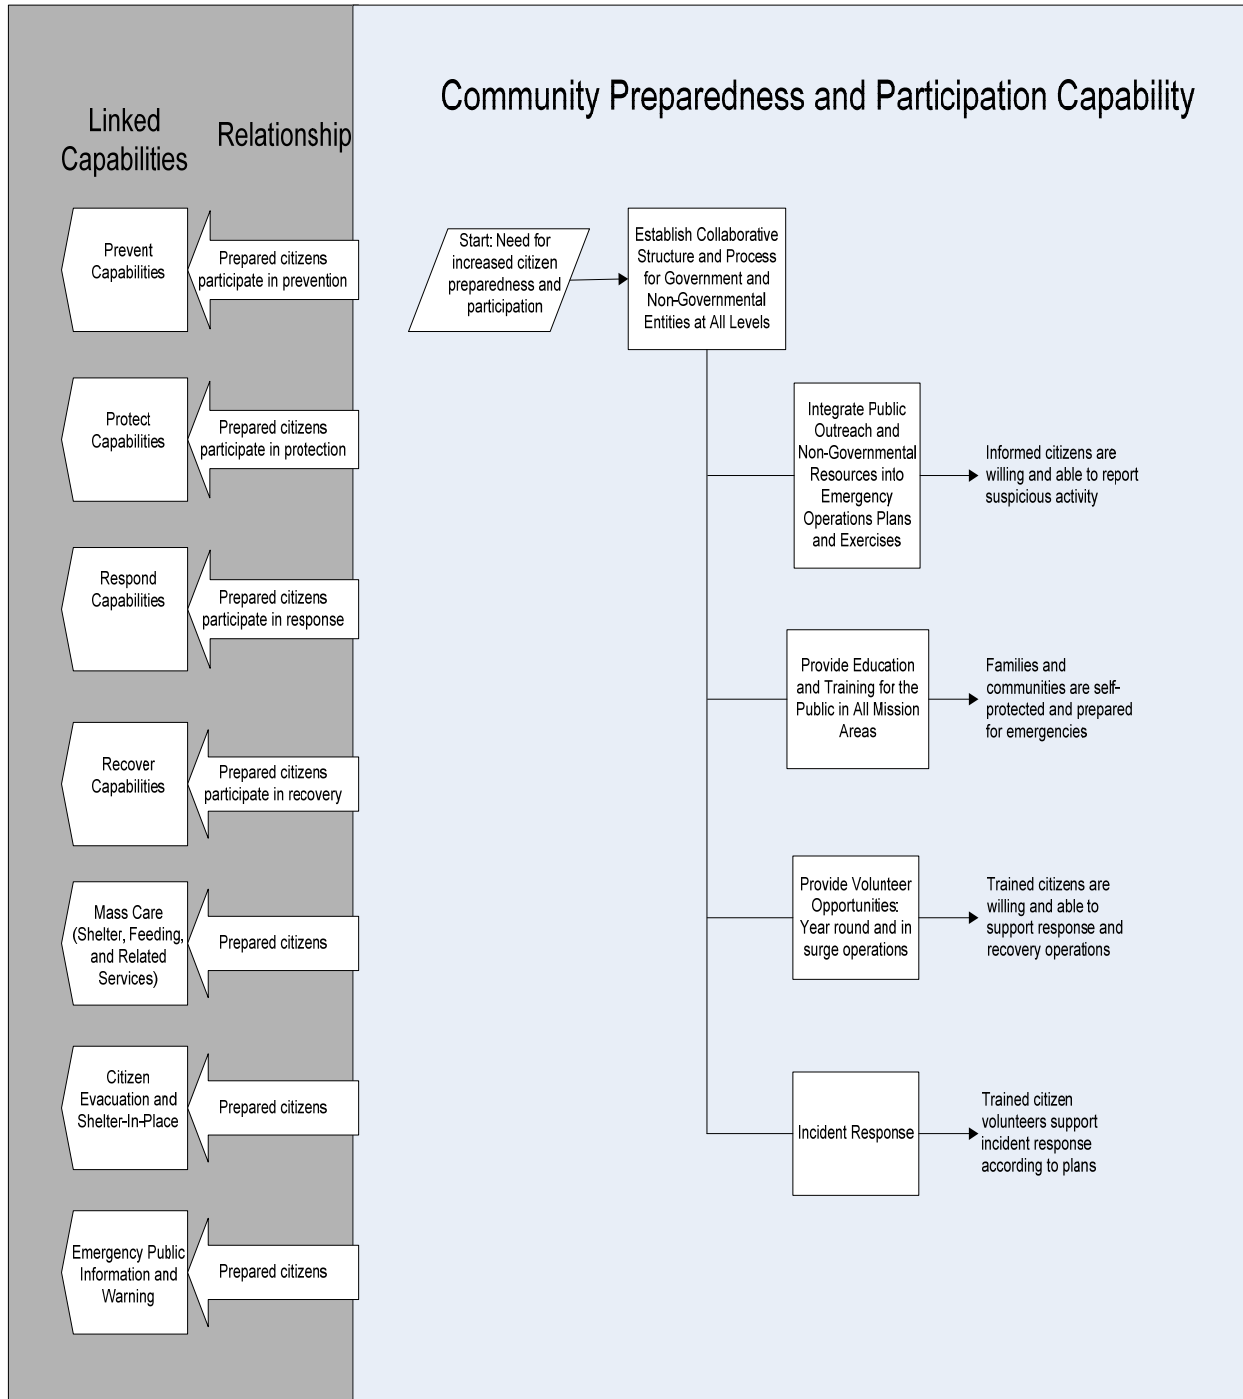 Community Preparedness and Participation Capability
Linked
Capabilities
Relationship
Prevent
Capabilities
Prepared citizens
participate in prevention
Protect
Capabilities
Prepared citizens
participate in protection
Respond
Capabilities
Prepared citizens
participate in response
Recover
Capabilities
Prepared citizens
participate in recovery
Mass Care
(Shelter, Feeding,
and Related
Services)
Prepared citizens
Citizen
Evacuation and
Shelter-In-Place
Prepared citizens
Emergency Public
Information and
Warning
Prepared citizens
Start: Need for
increased citizen
preparedness and
participation
Establish Collaborative
Structure and Process
for Government and
Non-Governmental
Entities at All Levels
Integrate Public
Outreach and
Non-Governmental
Resources into
Emergency
Operations Plans
and Exercises
Informed citizens are
willing and able to report
suspicious activity
Provide Education
and Training for the
Public in All Mission
Areas
Families and
communities are self-
protected and prepared
for emergencies
Provide Volunteer
Opportunities:
Year round and in
surge operations
Trained citizens are
willing and able to
support response and
recovery operations
Incident Response
Trained citizen
volunteers support
incident response
according to plans